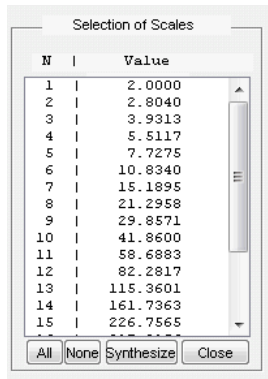 Selection of Scales
N | Value
1 | 2.0000
2 | 2.8040
3 | 3.9313
4 | 5.5117
5 | 7.7275
6 | 10.8340
7 | 15.1895
8 | 21.2958
9 | 29.8571
10 | 41.8600
11 | 58.6883
12 | 82.2817
13 | 115.3601
14 | 161.7363
15 | 226.7565
All None Synthesize Close